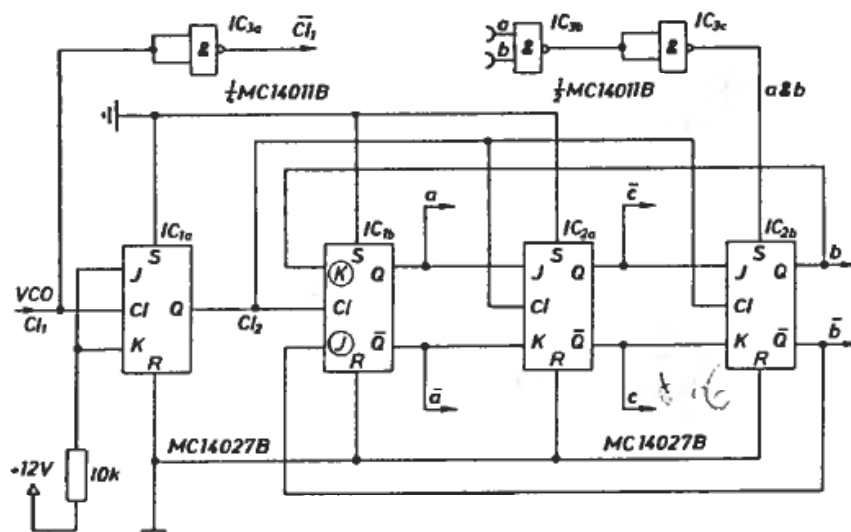 IC3a
C̅l̅₁
&
¼MC14011B
a
b
&
IC3b
&
IC3c
½MC14011B
a&b
IC1a
S
J
VCO
Cl₁
Cl
Q
K
R
Cl₂
+12V
10k
MC14027B
IC1b
S
K
Q
Cl
J
Q̅
R
a
a̅
IC2a
S
J
Q
Cl
K
Q̅
R
c̅
c
MC14027B
IC2b
S
J
Q
Cl
K
Q̅
R
b
b̅